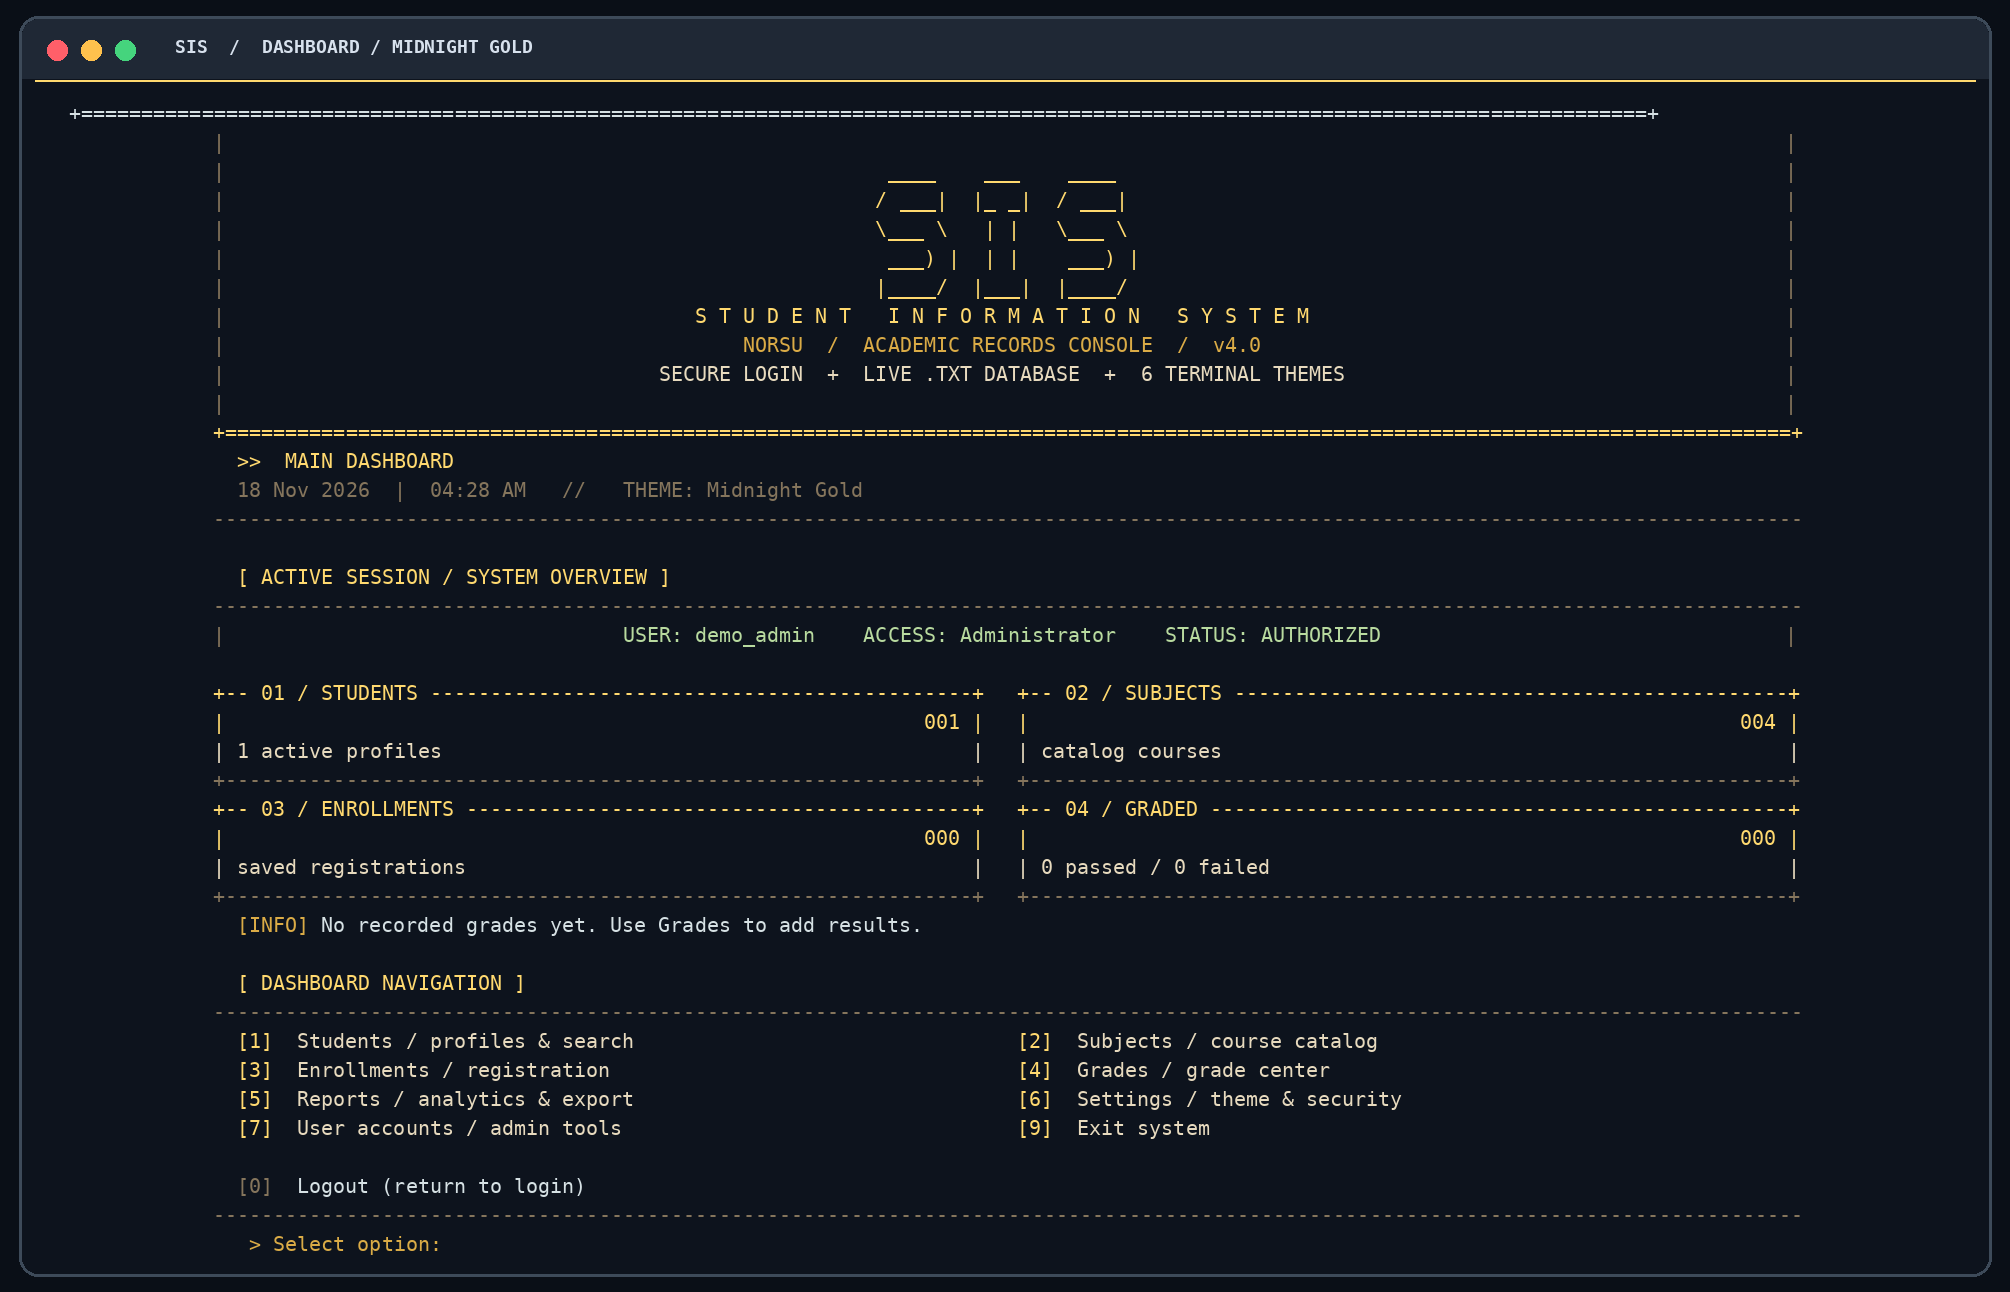 SIS  /  DASHBOARD / MIDNIGHT GOLD
SIS
S T U D E N T   I N F O R M A T I O N   S Y S T E M
NORSU  /  ACADEMIC RECORDS CONSOLE  /  v4.0
SECURE LOGIN  +  LIVE .TXT DATABASE  +  6 TERMINAL THEMES
>>  MAIN DASHBOARD
18 Nov 2026  |  04:28 AM   //   THEME: Midnight Gold
[ ACTIVE SESSION / SYSTEM OVERVIEW ]
USER: demo_admin    ACCESS: Administrator    STATUS: AUTHORIZED
01 / STUDENTS
001
1 active profiles
02 / SUBJECTS
004
catalog courses
03 / ENROLLMENTS
000
saved registrations
04 / GRADED
000
0 passed / 0 failed
[INFO] No recorded grades yet. Use Grades to add results.
[ DASHBOARD NAVIGATION ]
[1]  Students / profiles & search
[2]  Subjects / course catalog
[3]  Enrollments / registration
[4]  Grades / grade center
[5]  Reports / analytics & export
[6]  Settings / theme & security
[7]  User accounts / admin tools
[9]  Exit system
[0]  Logout (return to login)
> Select option: